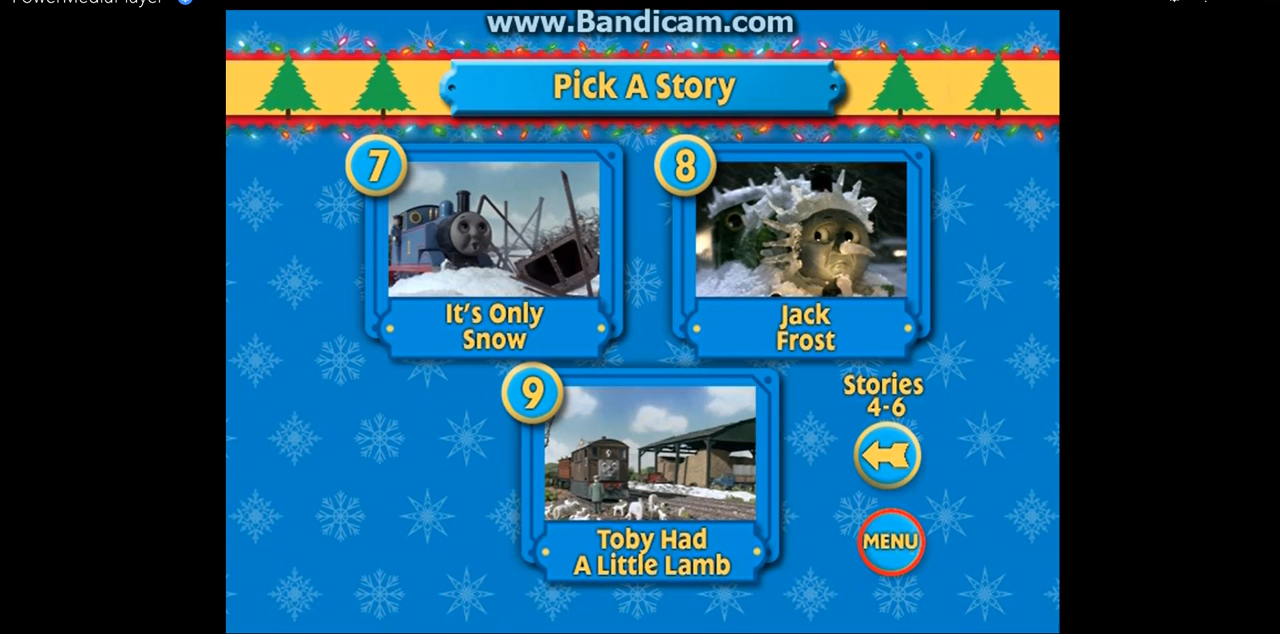 www.Bandicam.com
Pick A Story
7
8
It's Only
Snow
Jack
Frost
9
Stories
4-6
Toby Had
A Little Lamb
MENU